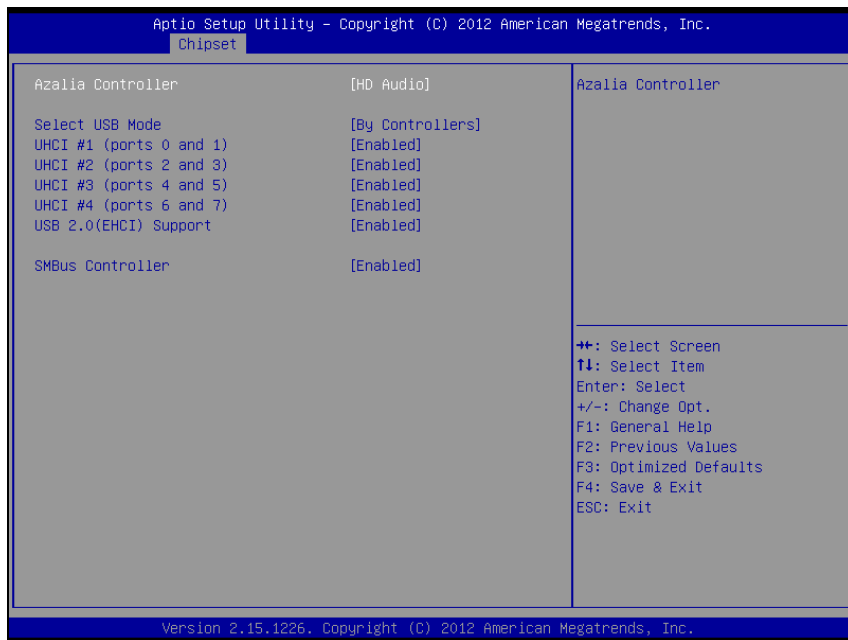 Aptio Setup Utility – Copyright (C) 2012 American Megatrends, Inc.
Chipset
Azalia Controller [HD Audio]
Select USB Mode [By Controllers]
UHCI #1 (ports 0 and 1) [Enabled]
UHCI #2 (ports 2 and 3) [Enabled]
UHCI #3 (ports 4 and 5) [Enabled]
UHCI #4 (ports 6 and 7) [Enabled]
USB 2.0(EHCI) Support [Enabled]
SMBus Controller [Enabled]
Azalia Controller
→←: Select Screen
↑↓: Select Item
Enter: Select
+/-: Change Opt.
F1: General Help
F2: Previous Values
F3: Optimized Defaults
F4: Save & Exit
ESC: Exit
Version 2.15.1226. Copyright (C) 2012 American Megatrends, Inc.